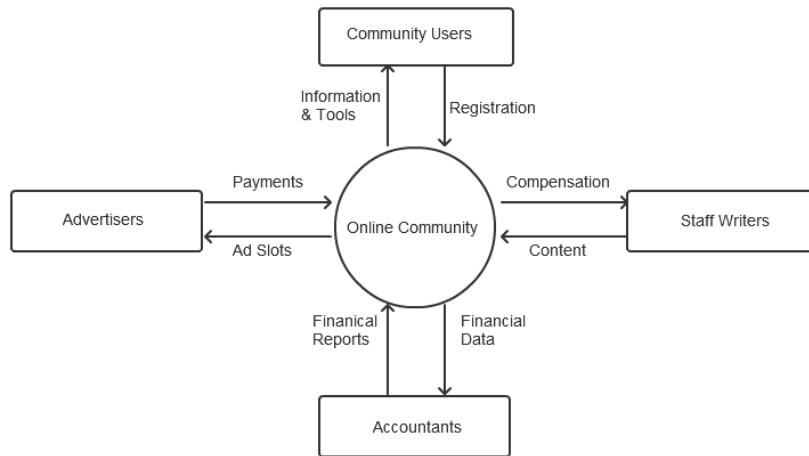 Community Users
Information
& Tools
Registration
Payments
Compensation
Advertisers
Online Community
Staff Writers
Ad Slots
Content
Finanical
Reports
Financial
Data
Accountants